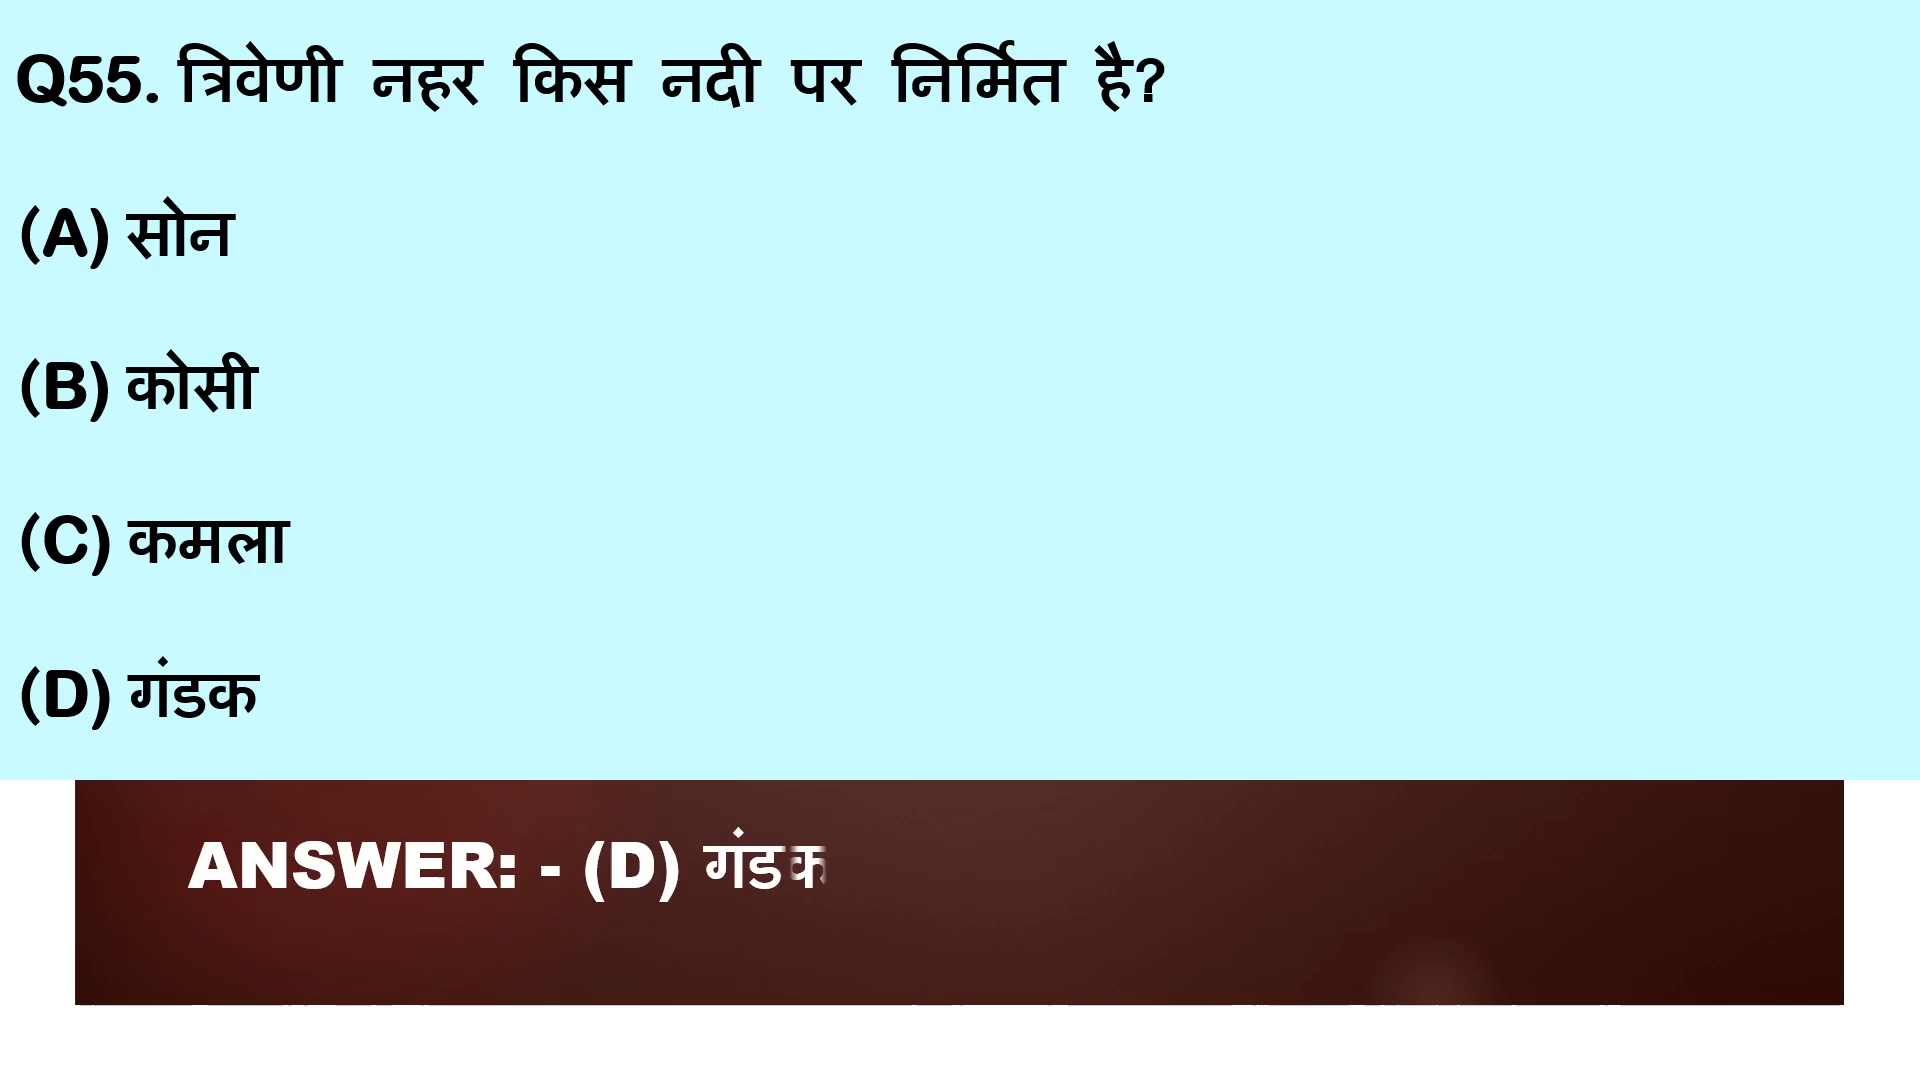 Q55. त्रिवेणी नहर किस नदी पर निर्मित है?
(A) सोन
(B) कोसी
(C) कमला
(D) गंडक
ANSWER: - (D) गंडक